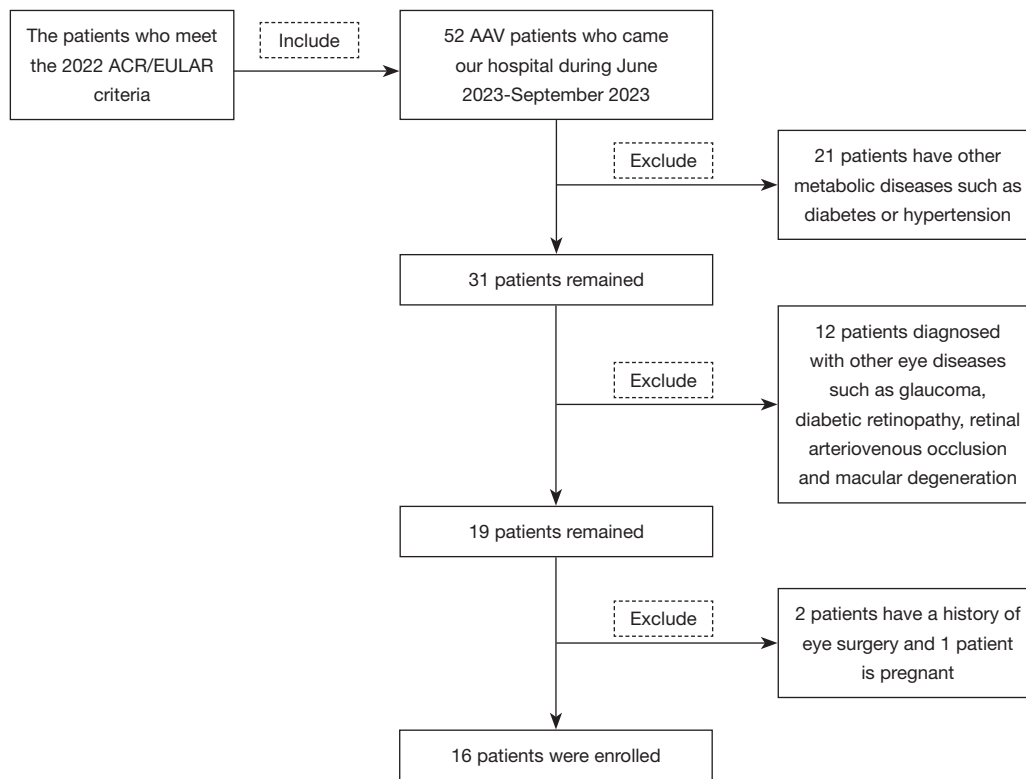 The patients who meet
the 2022 ACR/EULAR
criteria
Include
52 AAV patients who came
our hospital during June
2023-September 2023
Exclude
21 patients have other
metabolic diseases such as
diabetes or hypertension
31 patients remained
Exclude
12 patients diagnosed
with other eye diseases
such as glaucoma,
diabetic retinopathy, retinal
arteriovenous occlusion
and macular degeneration
19 patients remained
Exclude
2 patients have a history of
eye surgery and 1 patient
is pregnant
16 patients were enrolled